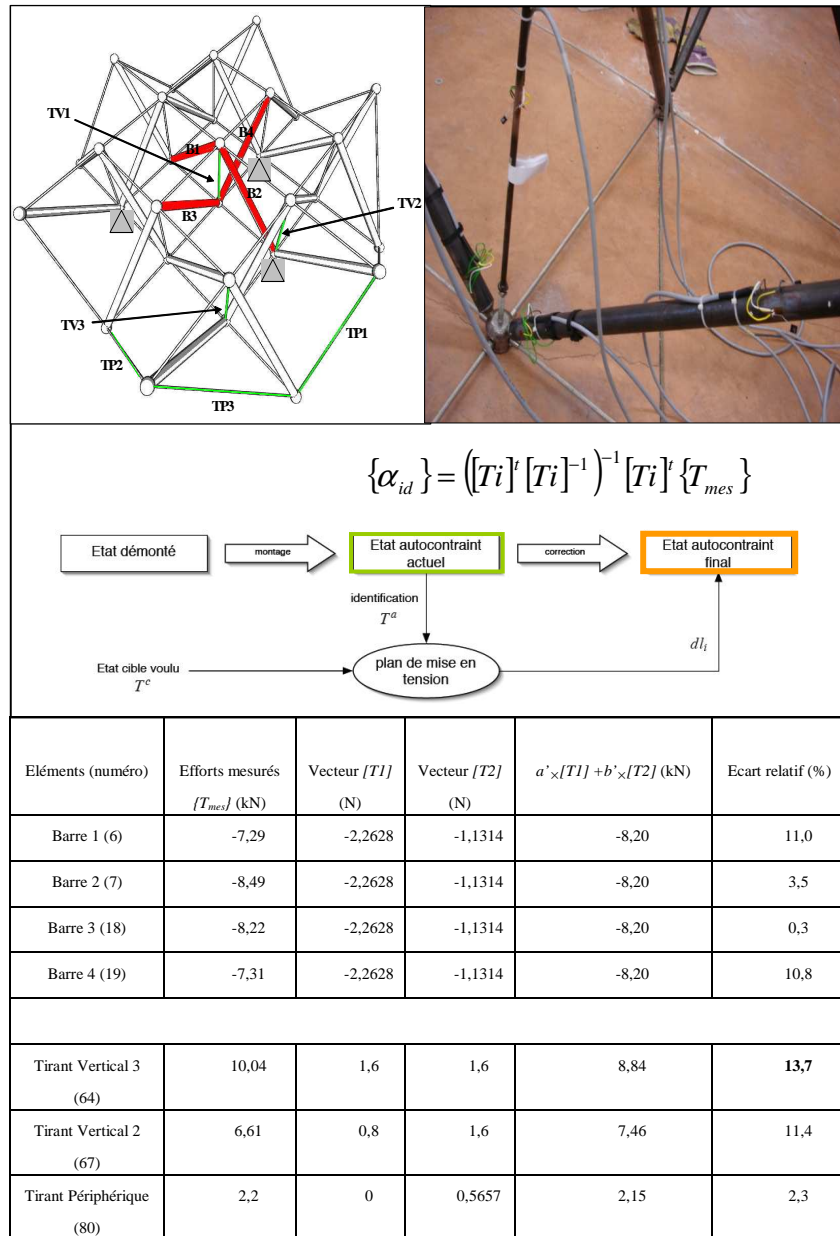 TV1
B4
B1
B2
B3
TV2
TV3
TP1
TP2
TP3
{α_id} = ([Ti]^t [Ti]^-1)^-1 [Ti]^t {T_mes}
Etat démonté
montage
Etat autocontraint actuel
correction
Etat autocontraint final
identification
T^a
Etat cible voulu
T^c
plan de mise en tension
dl_i
Eléments (numéro) Efforts mesurés {T_mes} (kN) Vecteur [T1] (N) Vecteur [T2] (N) a'×[T1] +b'×[T2] (kN) Ecart relatif (%)
Barre 1 (6) -7,29 -2,2628 -1,1314 -8,20 11,0
Barre 2 (7) -8,49 -2,2628 -1,1314 -8,20 3,5
Barre 3 (18) -8,22 -2,2628 -1,1314 -8,20 0,3
Barre 4 (19) -7,31 -2,2628 -1,1314 -8,20 10,8
Tirant Vertical 3 (64) 10,04 1,6 1,6 8,84 13,7
Tirant Vertical 2 (67) 6,61 0,8 1,6 7,46 11,4
Tirant Périphérique (80) 2,2 0 0,5657 2,15 2,3